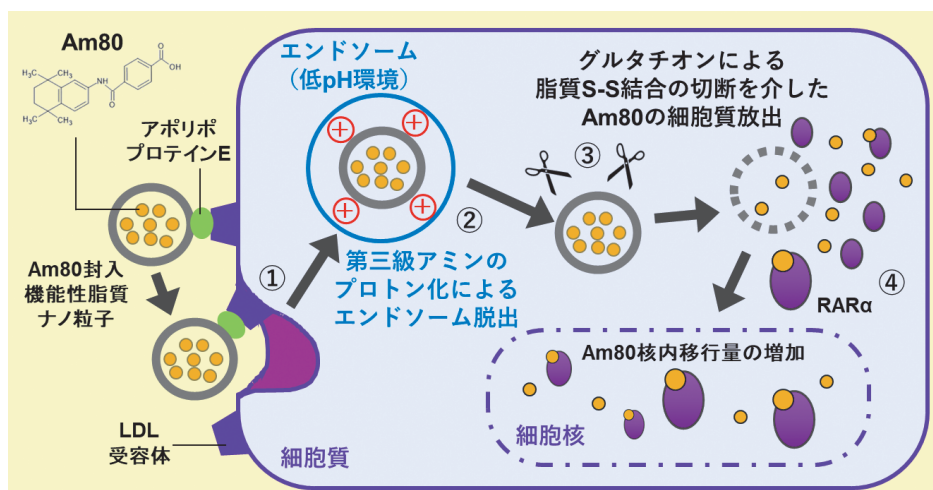 Am80
H₃C CH₃
NH
O
O
OH
H₃C CH₃
アポリポ
プロテインE
Am80封入
機能性脂質
ナノ粒子
LDL
受容体
①
エンドソーム
（低pH環境）
+ +
+ +
第三級アミンの
プロトン化による
エンドソーム脱出
②
グルタチオンによる
脂質S-S結合の切断を介した
Am80の細胞質放出
③
RARα
④
Am80核内移行量の増加
細胞核
細胞質